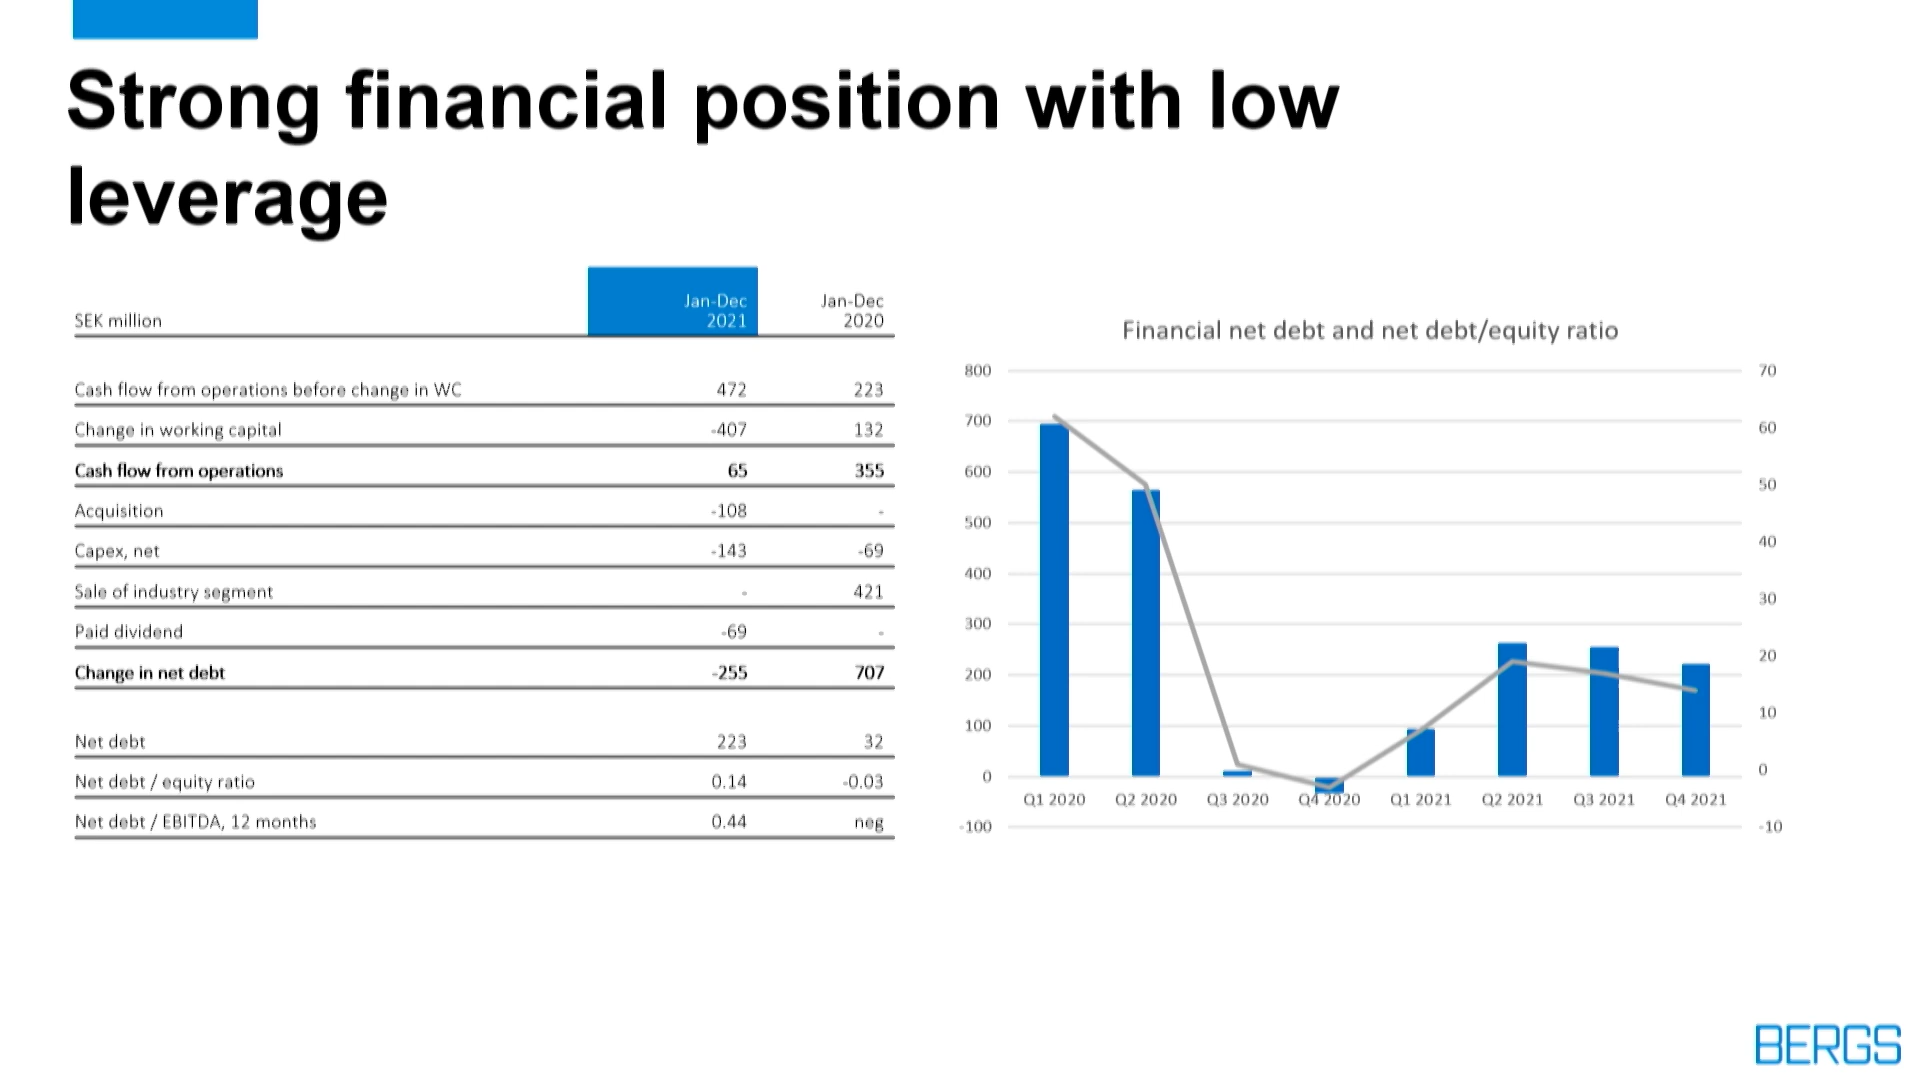 Strong financial position with low
leverage
SEK million
Jan-Dec 2021
Jan-Dec 2020
Cash flow from operations before change in WC 472 223
Change in working capital -407 132
Cash flow from operations 65 355
Acquisition -108 -
Capex, net -143 -69
Sale of industry segment - 421
Paid dividend -69 -
Change in net debt -255 707
Net debt 223 32
Net debt / equity ratio 0.14 -0.03
Net debt / EBITDA, 12 months 0.44 neg
Financial net debt and net debt/equity ratio
800 70
700 60
600 50
500 40
400 30
300 20
200 10
100 0
0 -10
-100
Q1 2020 Q2 2020 Q3 2020 Q4 2020 Q1 2021 Q2 2021 Q3 2021 Q4 2021
BERGS